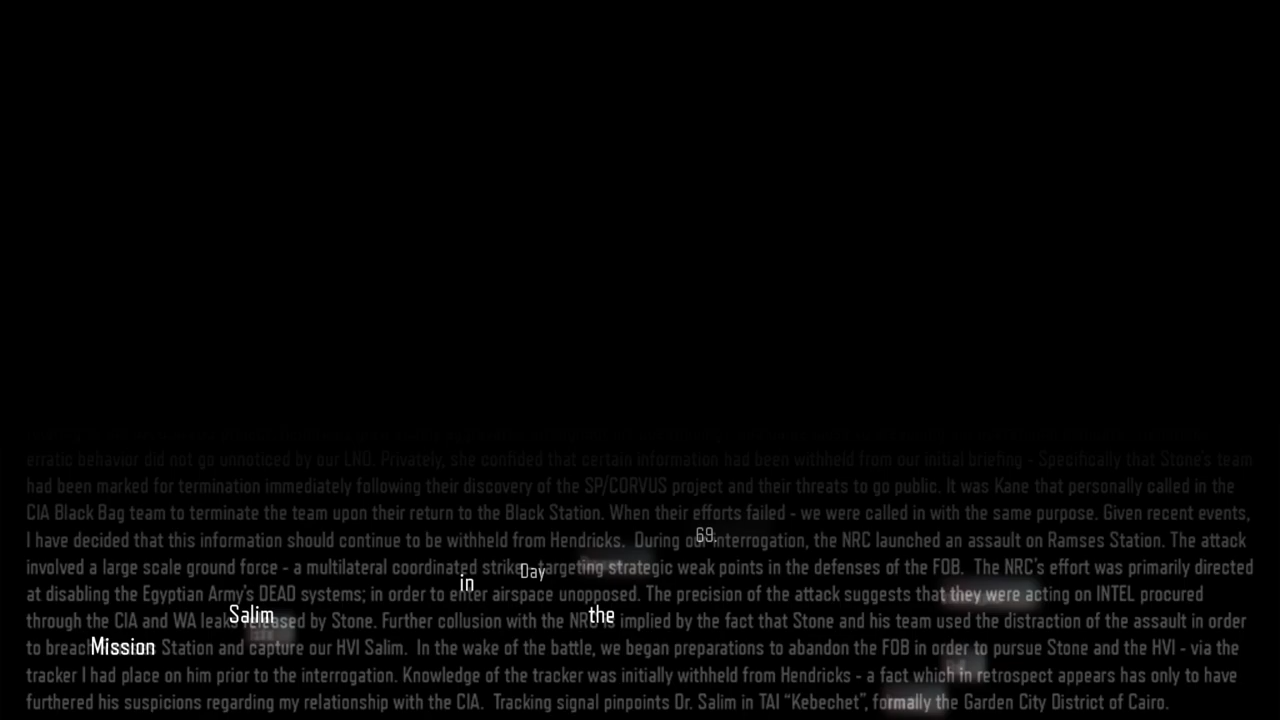 erratic behavior did not go unnoticed by our LNO. Privately, she confided that certain information had been withheld from our initial briefing - Specifically that Stone's team
had been marked for termination immediately following their discovery of the SP/CORVUS project and their threats to go public. It was Kane that personally called in the
CIA Black Bag team to terminate the team upon their return to the Black Station. When their efforts failed - we were called in with the same purpose. Given recent events,
69.
I have decided that this information should continue to be withheld from Hendricks. During our interrogation, the NRC launched an assault on Ramses Station. The attack
involved a large scale ground force - a multilateral coordinated strike targeting strategic weak points in the defenses of the FOB. The NRC's effort was primarily directed
Day
in
at disabling the Egyptian Army's DEAD systems; in order to enter airspace unopposed. The precision of the attack suggests that they were acting on INTEL procured
Salim the
through the CIA and WA leaks released by Stone. Further collusion with the NRC is implied by the fact that Stone and his team used the distraction of the assault in order
Mission
to breach Station and capture our HVI Salim. In the wake of the battle, we began preparations to abandon the FOB in order to pursue Stone and the HVI - via the
tracker I had place on him prior to the interrogation. Knowledge of the tracker was initially withheld from Hendricks - a fact which in retrospect appears has only to have
furthered his suspicions regarding my relationship with the CIA. Tracking signal pinpoints Dr. Salim in TAI “Kebechet”, formally the Garden City District of Cairo.